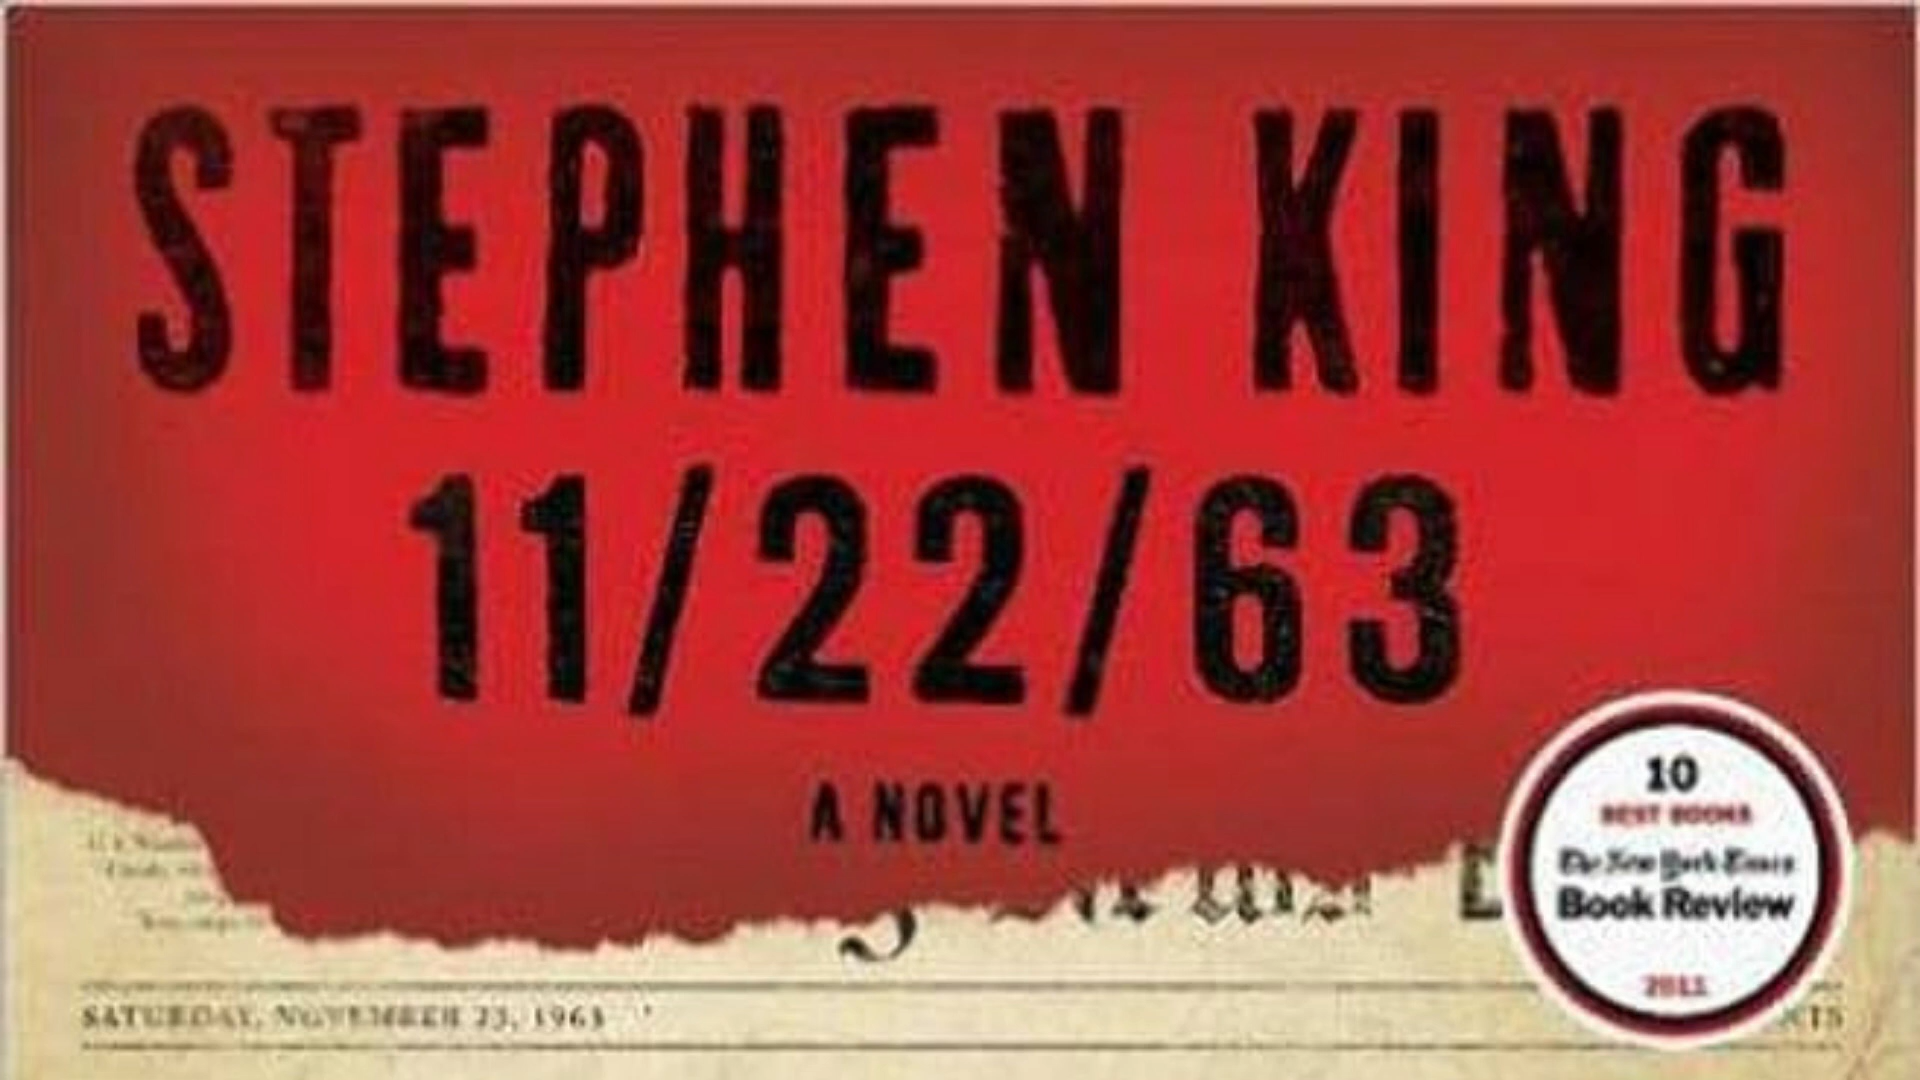 STEPHEN KING
11/22/63
A NOVEL
10
BEST BOOKS
The New York Times
Book Review
2011
SATURDAY, NOVEMBER 23, 1963